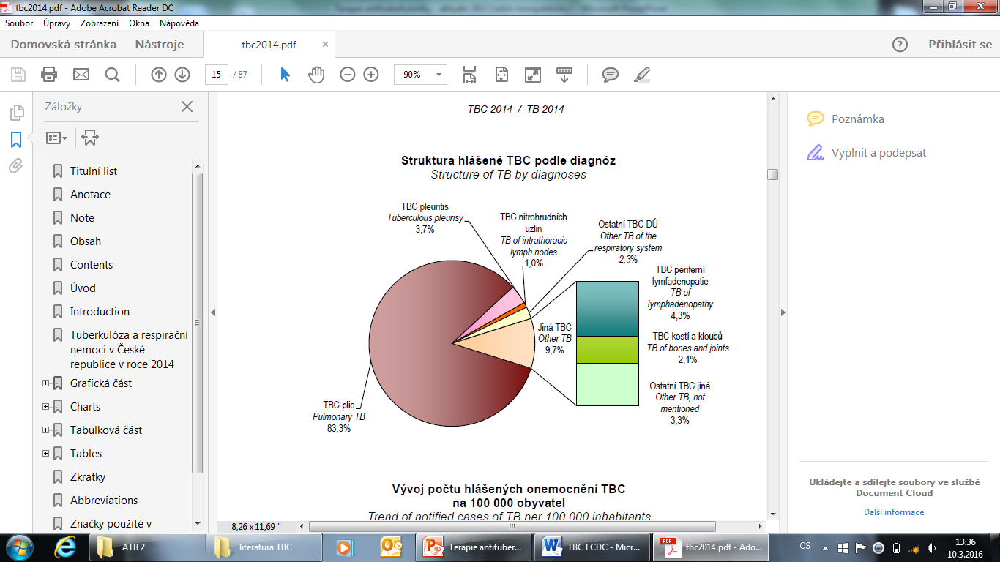 tbc2014.pdf - Adobe Acrobat Reader DC
Soubor Úpravy Zobrazení Okna Nápověda
Domovská stránka Nástroje tbc2014.pdf × ? Přihlásit se
15 / 87 90%
Záložky
Titulní list
Anotace
Note
Obsah
Contents
Úvod
Introduction
Tuberkulóza a respirační
nemoci v České
republice v roce 2014
Grafická část
Charts
Tabulková část
Tables
Zkratky
Abbreviations
Značky použité v
TBC 2014 / TB 2014
Struktura hlášené TBC podle diagnóz
Structure of TB by diagnoses
TBC pleuritis
Tuberculous pleurisy
3,7%
TBC nitrohrudních
uzlin
TB of intrathoracic
lymph nodes
1,0%
Ostatní TBC DÚ
Other TB of the
respiratory system
2,3%
TBC periferní
lymfadenopatie
TB of
lymphadenopathy
4,3%
Jiná TBC
Other TB
9,7%
TBC kostí a kloubů
TB of bones and joints
2,1%
Ostatní TBC jiná
Other TB, not
mentioned
3,3%
TBC plic
Pulmonary TB
83,3%
Vývoj počtu hlášených onemocnění TBC
na 100 000 obyvatel
Trend of notified cases of TB per 100 000 inhabitants
8,26 x 11,69 "
Poznámka
Vyplnit a podepsat
Ukládejte a sdílejte soubory ve službě
Document Cloud
Další informace
ATB 2
literatura TBC
Terapie antituber...
TBC ECDC - Micr...
tbc2014.pdf - Ado...
CS
13:36
10.3.2016